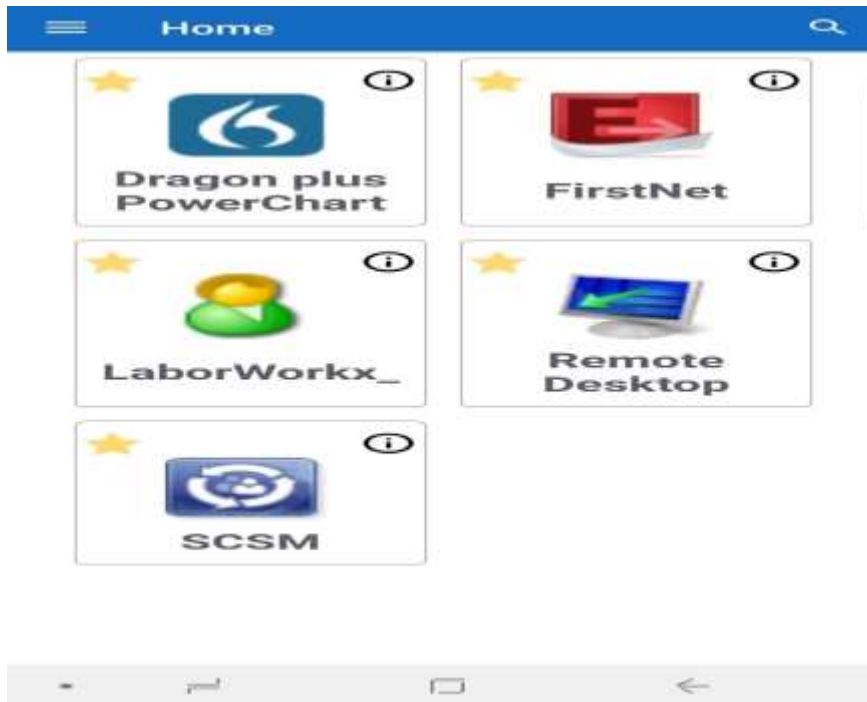 Home
Dragon plus
PowerChart
FirstNet
LaborWorkx_
Remote
Desktop
SCSM